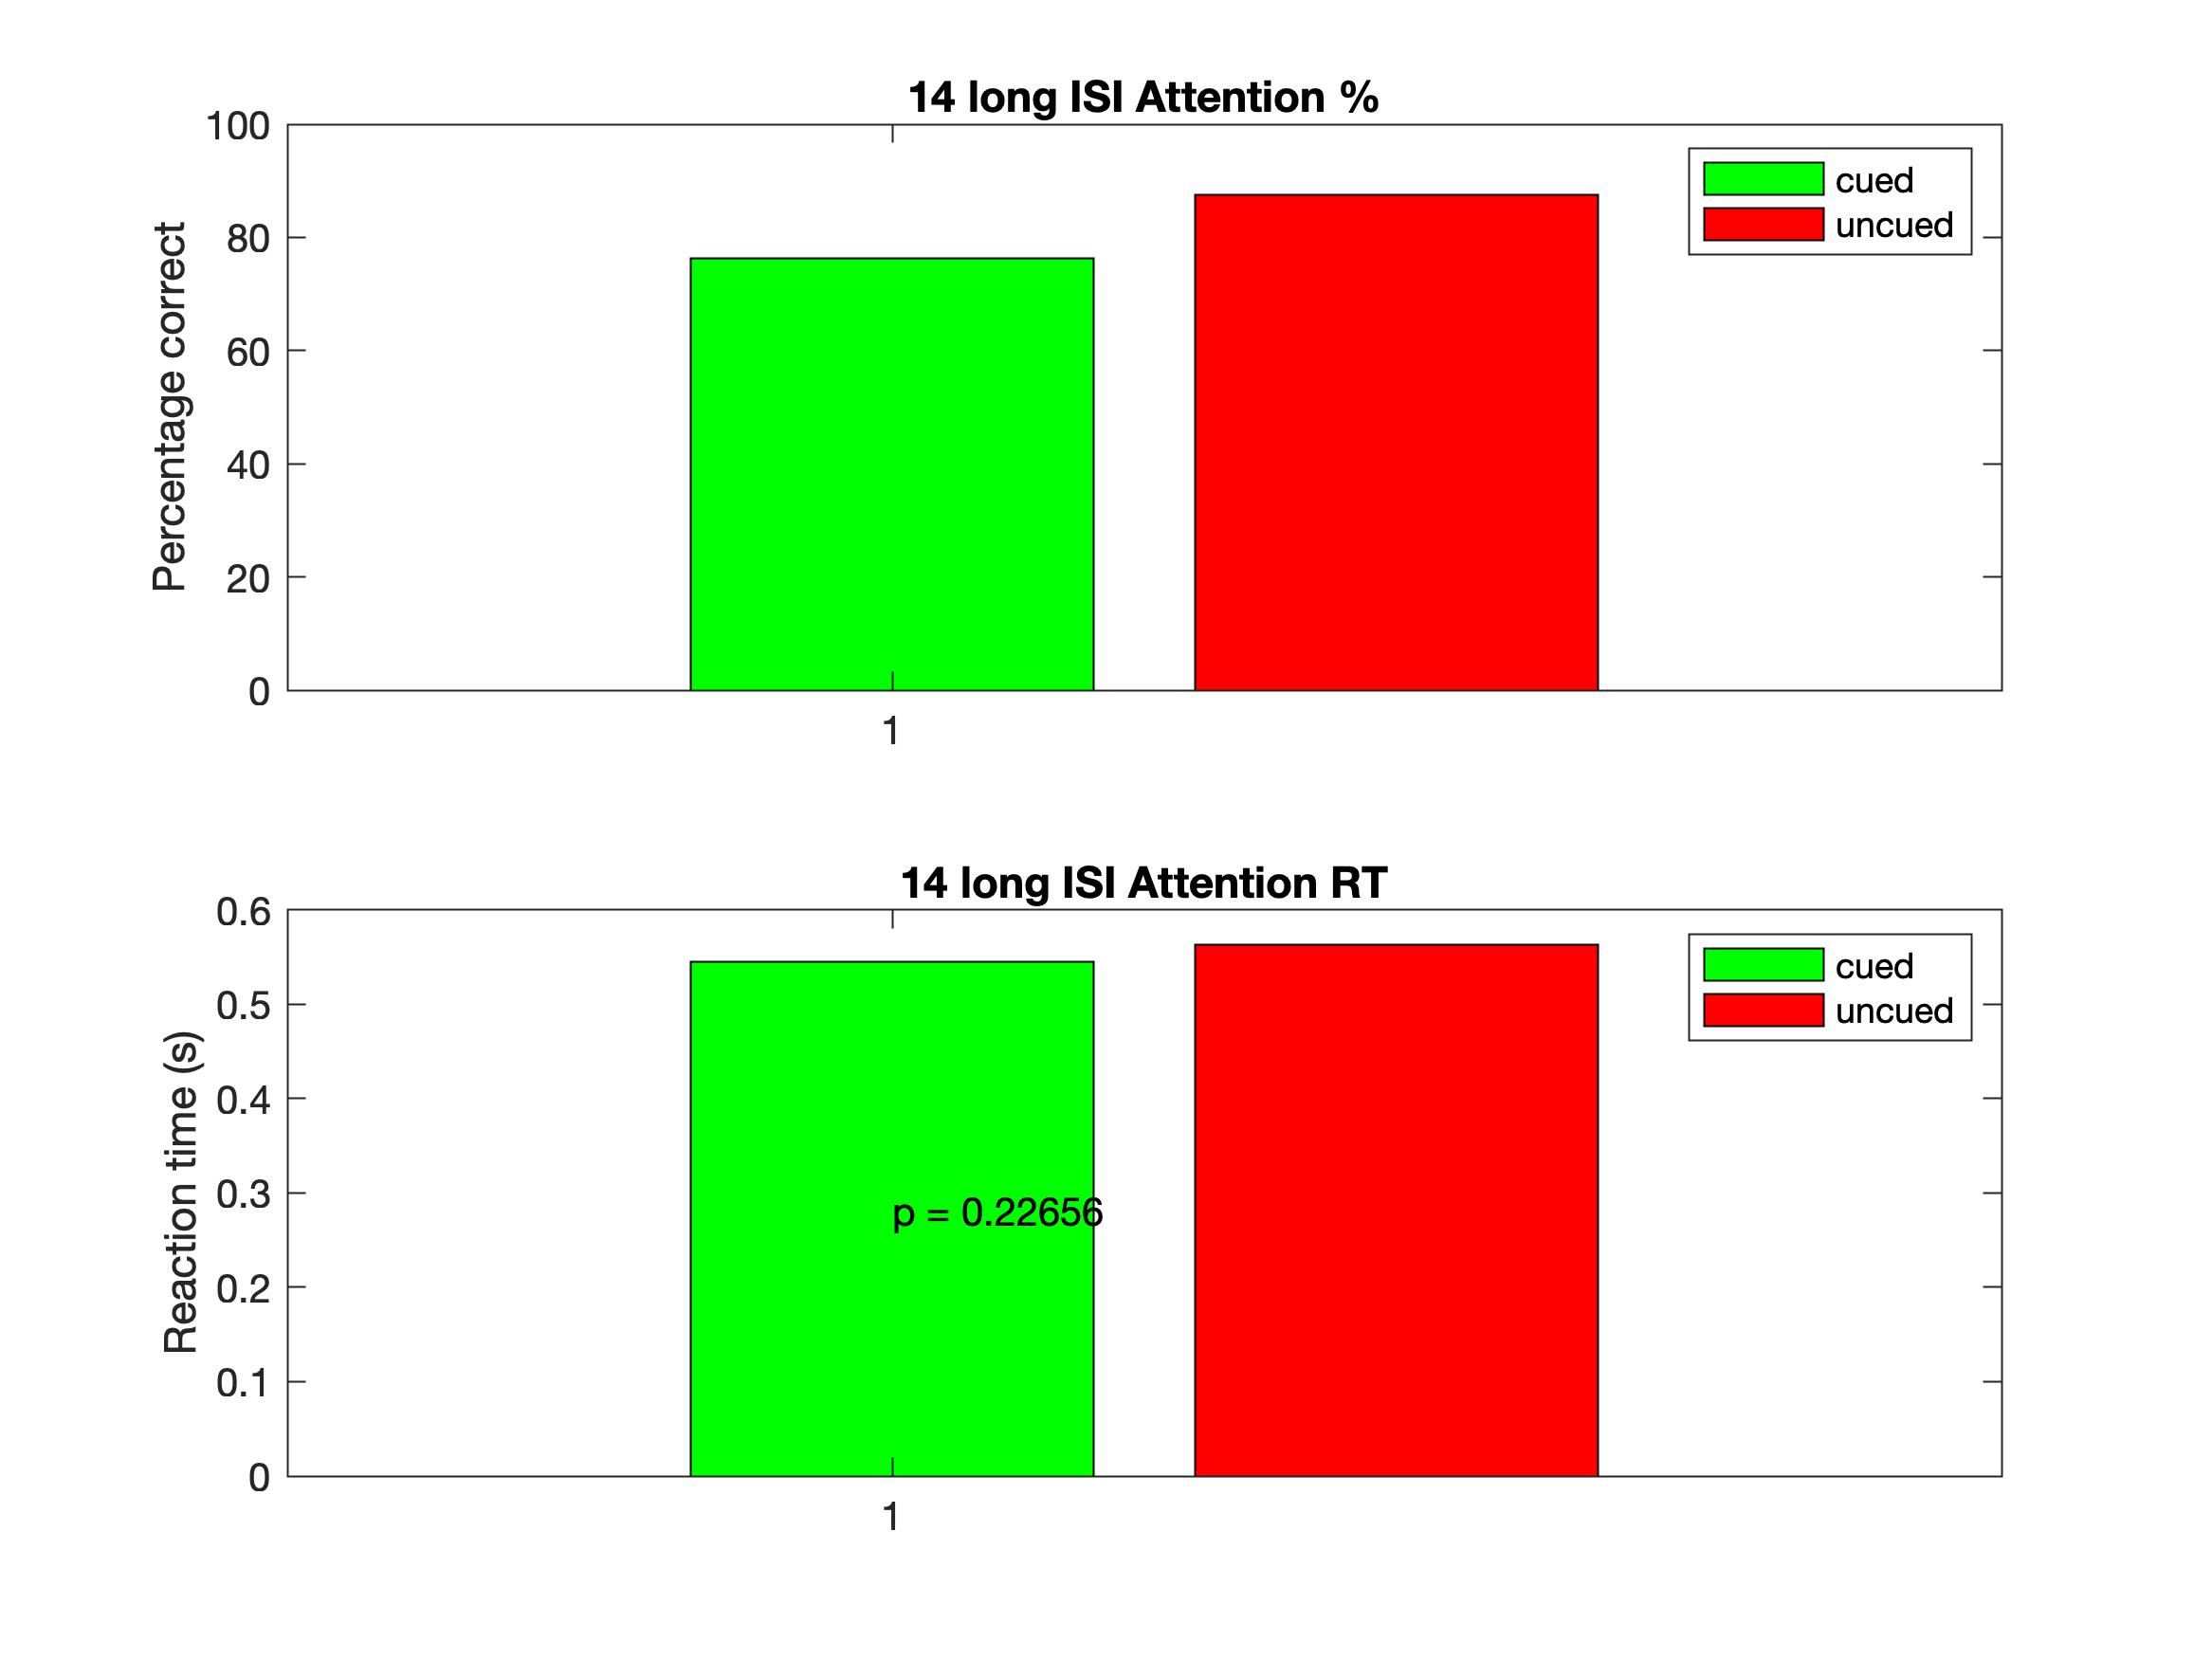 14 long ISI Attention %
100
80
60
40
20
0
Percentage correct
1
cued
uncued
14 long ISI Attention RT
0.6
0.5
0.4
0.3
0.2
0.1
0
Reaction time (s)
p = 0.22656
1
cued
uncued